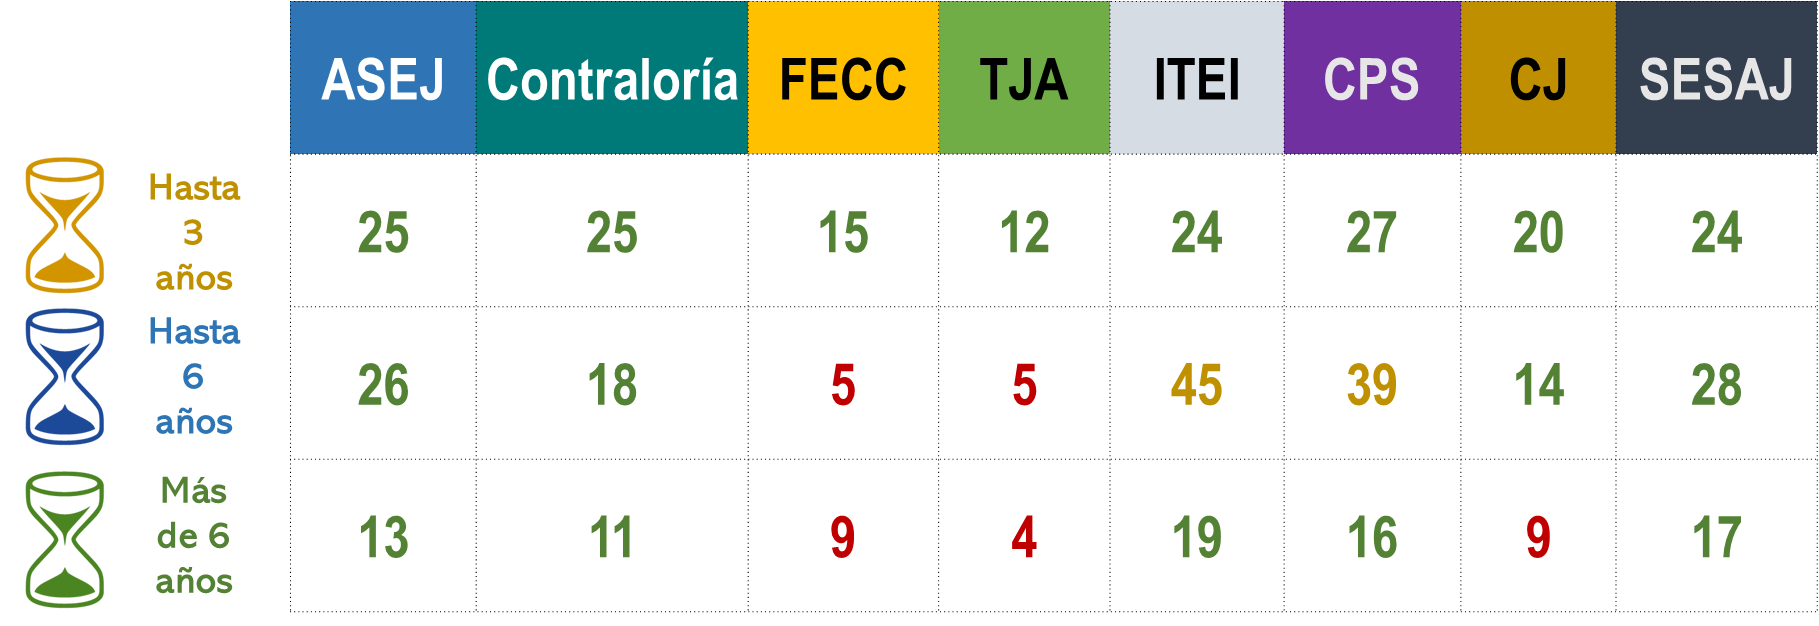 ASEJ Contraloría FECC TJA ITEI CPS CJ SESAJ
Hasta
3
años
25 25 15 12 24 27 20 24
Hasta
6
años
26 18 5 5 45 39 14 28
Más
de 6
años
13 11 9 4 19 16 9 17